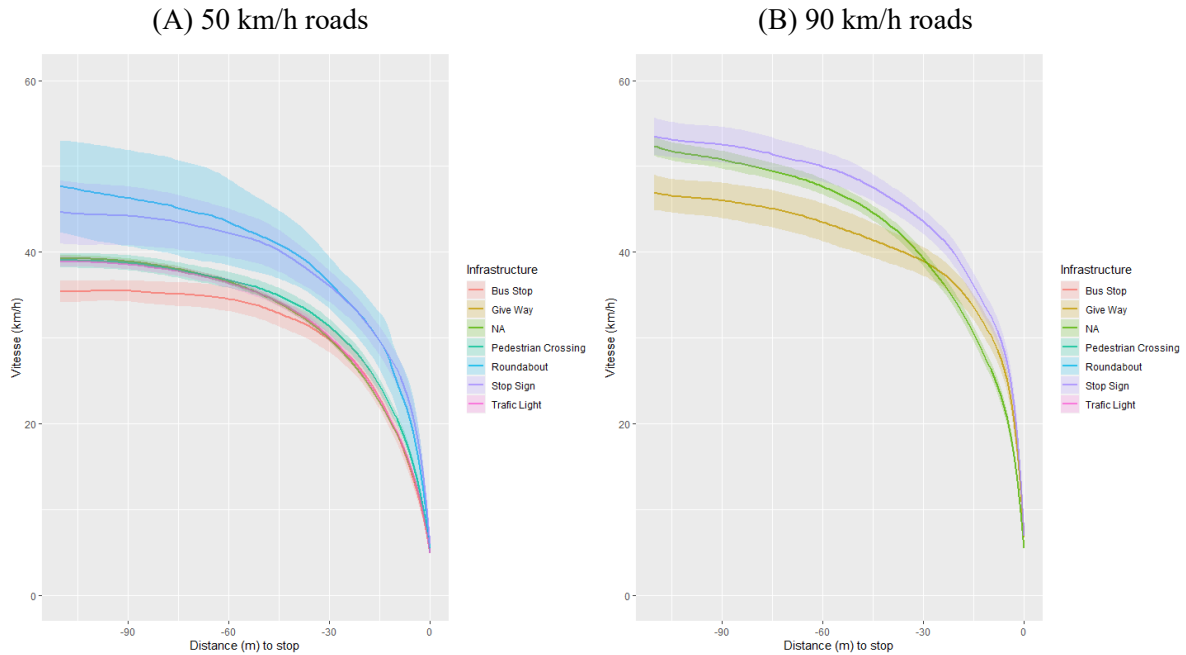 (A) 50 km/h roads
60
40
20
0
Vitesse (km/h)
-90
-60
-30
0
Distance (m) to stop
Infrastructure
Bus Stop
Give Way
NA
Pedestrian Crossing
Roundabout
Stop Sign
Trafic Light
(B) 90 km/h roads
60
40
20
0
Vitesse (km/h)
-90
-60
-30
0
Distance (m) to stop
Infrastructure
Bus Stop
Give Way
NA
Pedestrian Crossing
Roundabout
Stop Sign
Trafic Light